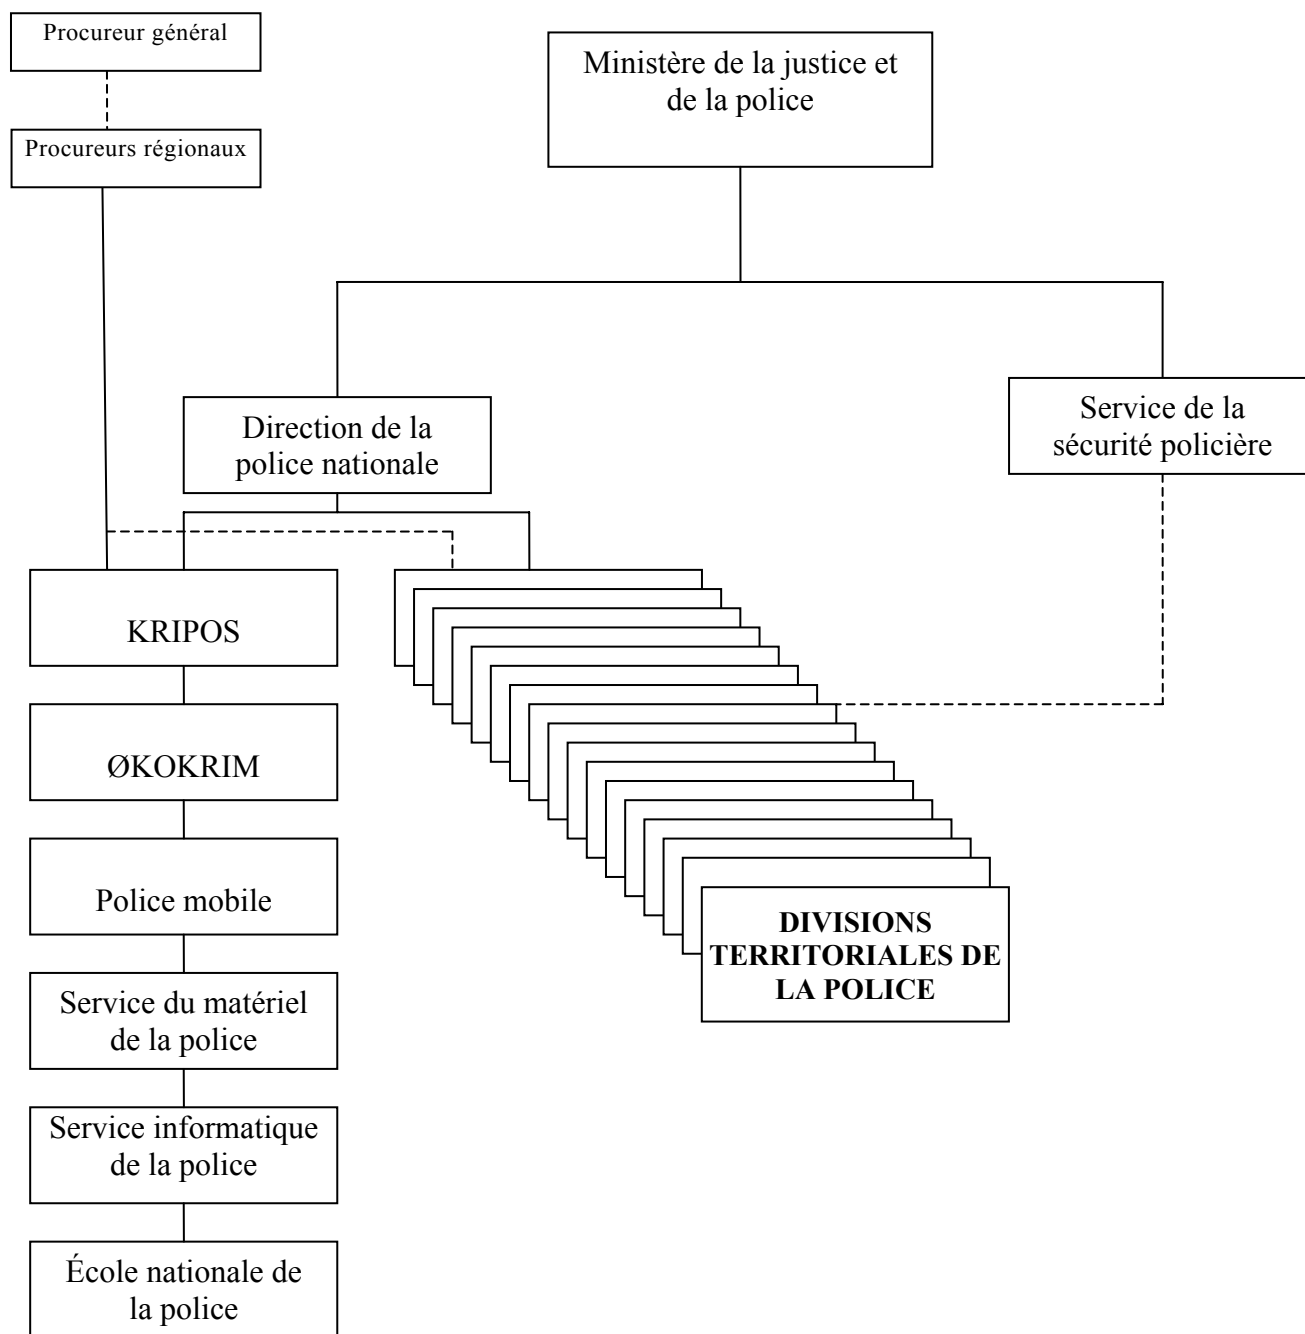 Procureur général
Ministère de la justice et
de la police
Procureurs régionaux
Direction de la
police nationale
Service de la
sécurité policière
KRIPOS
ØKOKRIM
Police mobile
DIVISIONS
TERRITORIALES DE
LA POLICE
Service du matériel
de la police
Service informatique
de la police
École nationale de
la police